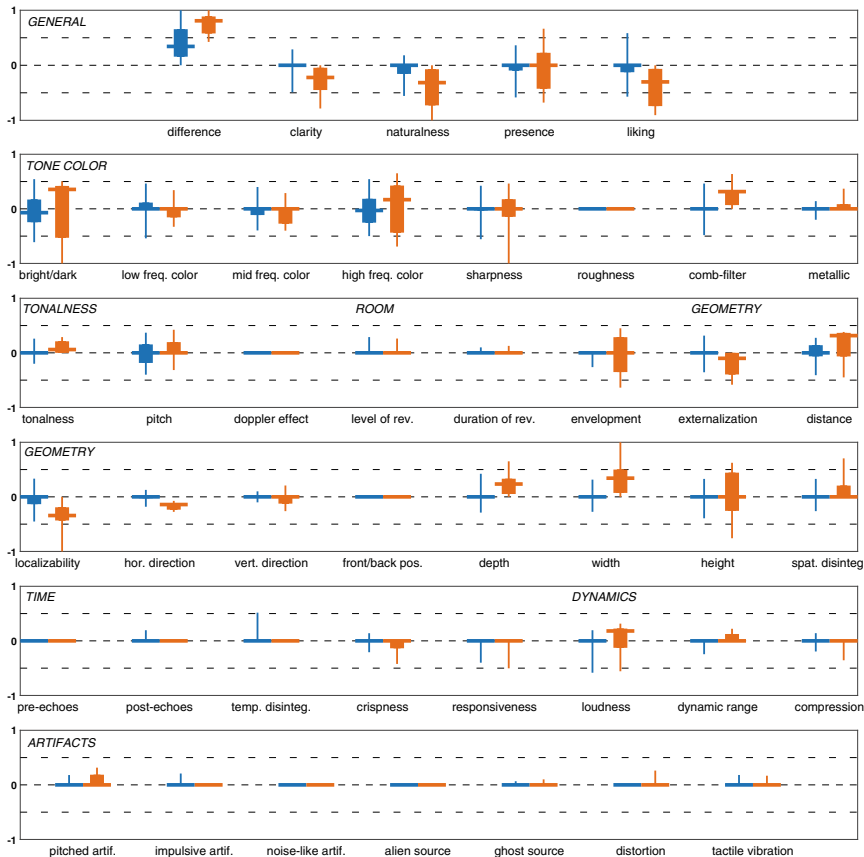 1
GENERAL
0
-1
difference clarity naturalness presence liking
1
TONE COLOR
0
-1
bright/dark low freq. color mid freq. color high freq. color sharpness roughness comb-filter metallic
1
TONALNESS ROOM GEOMETRY
0
-1
tonalness pitch doppler effect level of rev. duration of rev. envelopment externalization distance
1
GEOMETRY
0
-1
localizability hor. direction vert. direction front/back pos. depth width height spat. disinteg
1
TIME DYNAMICS
0
-1
pre-echoes post-echoes temp. disinteg. crispness responsiveness loudness dynamic range compression
1
ARTIFACTS
0
-1
pitched artif. impulsive artif. noise-like artif. alien source ghost source distortion tactile vibration